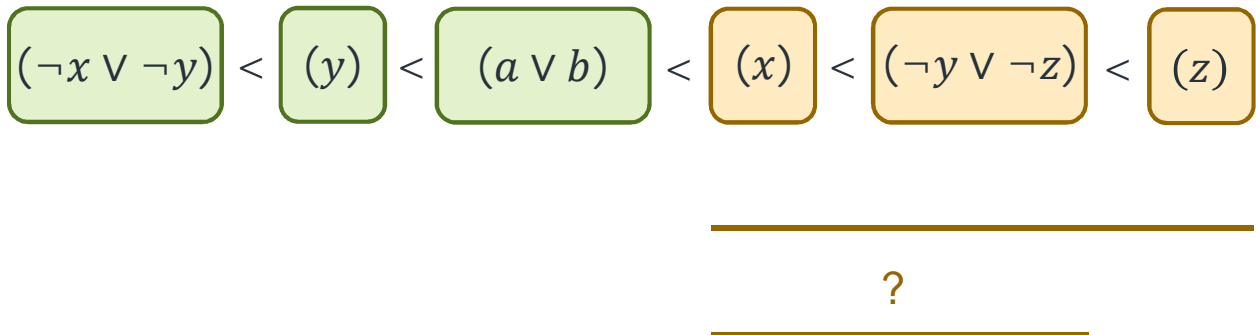 (¬x ∨ ¬y) < (y) < (a ∨ b) < (x) < (¬y ∨ ¬z) < (z)
?